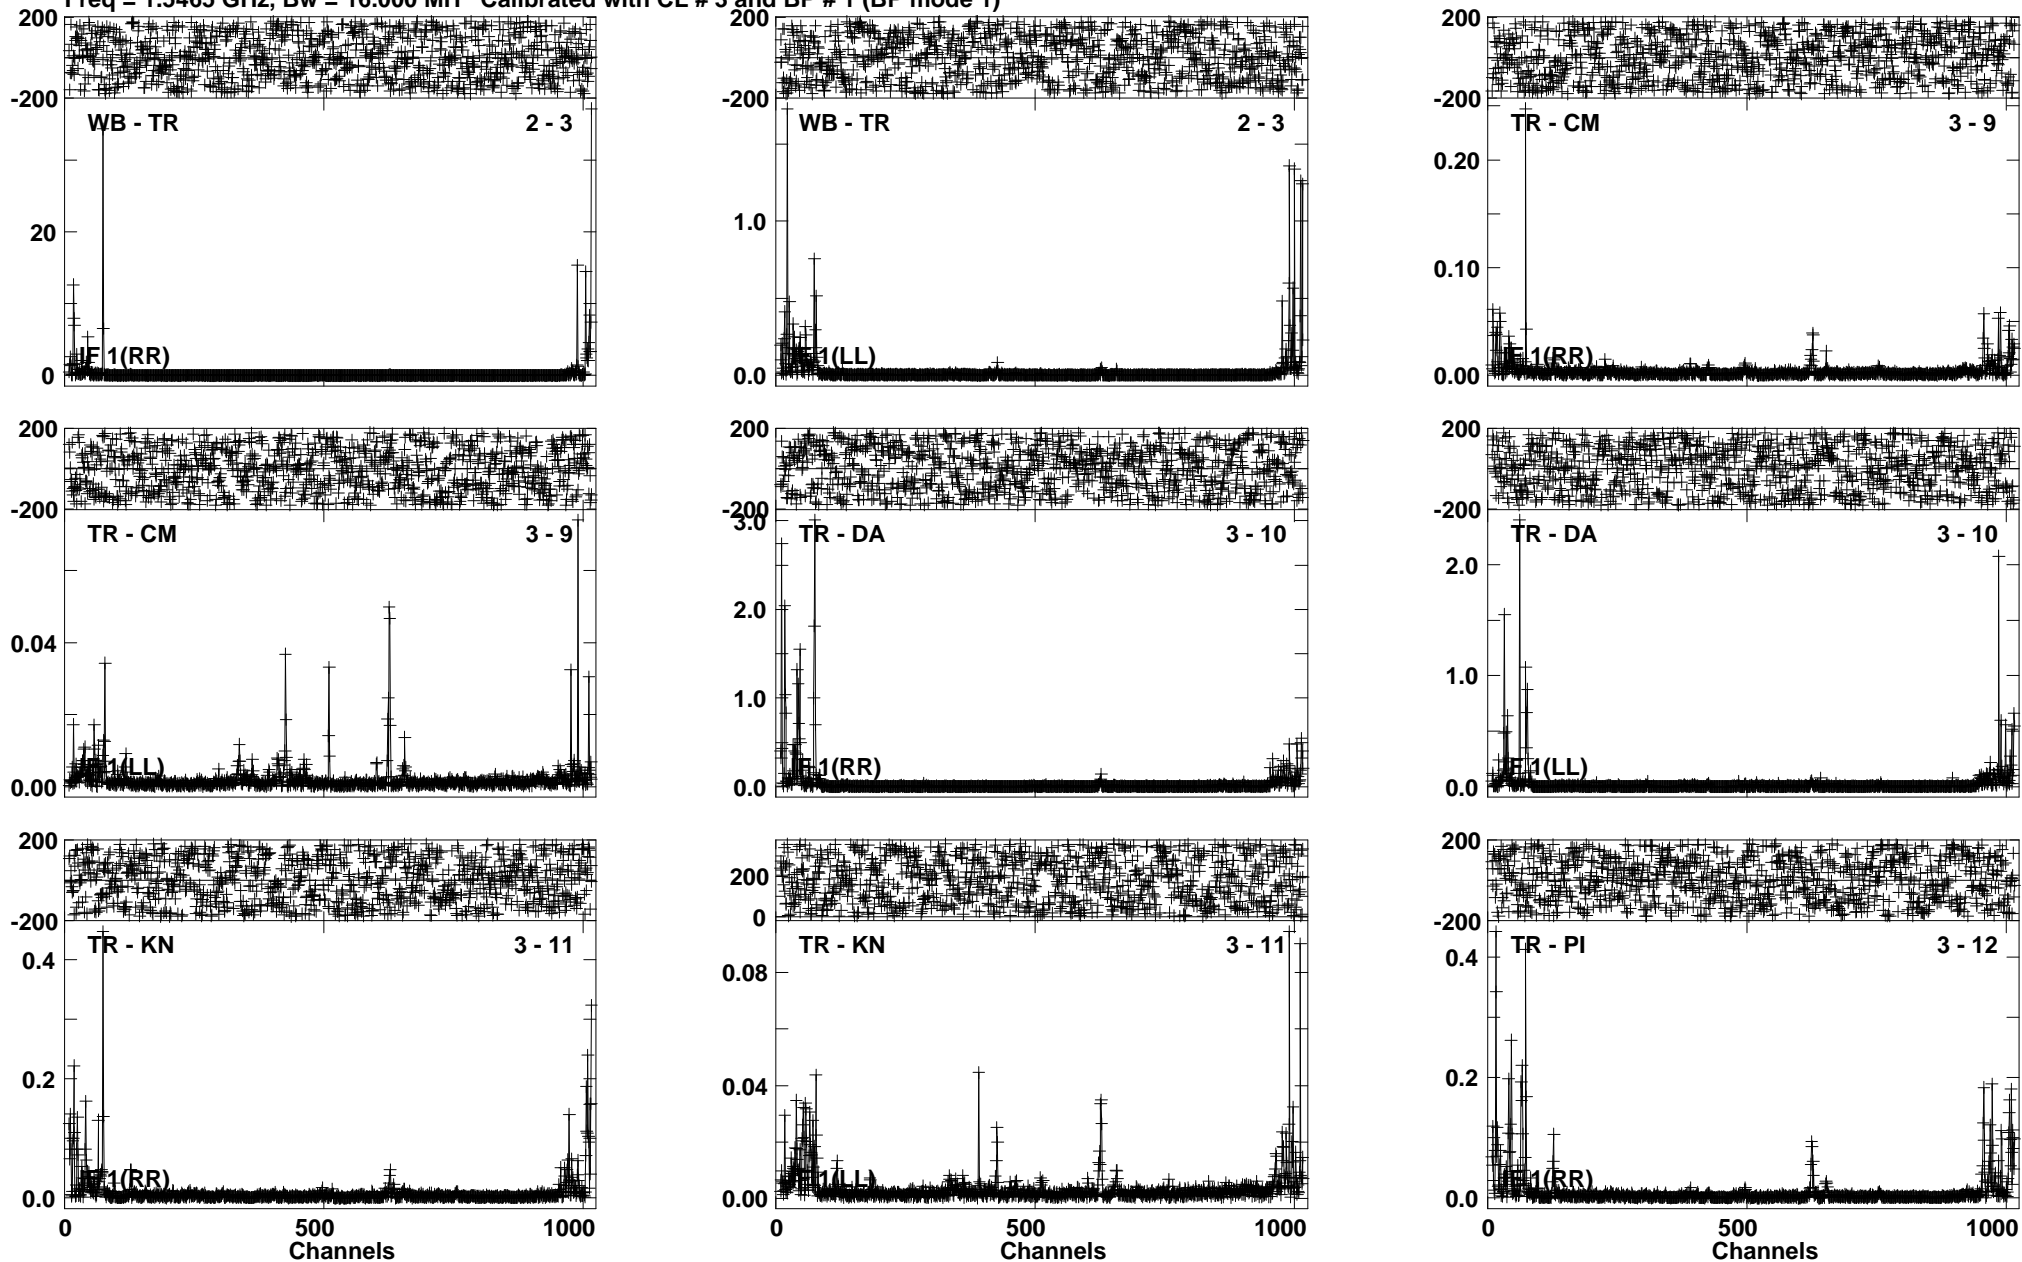 Freq = 1.5465 GHz, Bw = 16.000 MH Calibrated with CL # 3 and BP # 1 (BP mode 1)
200 200 200
-200 -200 -200
WB - TR 2 - 3 WB - TR 2 - 3 TR - CM 3 - 9
0.20
1.0
20
0.10
IF 1(RR) IF 1(LL) IF 1(RR)
0 0.0 0.00
200 200 200
-200 -200 -200
3.0
TR - CM 3 - 9 TR - DA 3 - 10 TR - DA 3 - 10
2.0
2.0
0.04
1.0 1.0
IF 1(LL) IF 1(RR) IF 1(LL)
0.00 0.0 0.0
200 200
200
-200 0 -200
TR - KN 3 - 11 TR - KN 3 - 11 TR - PI 3 - 12
0.4 0.08 0.4
0.2 0.04 0.2
IF 1(RR) IF 1(LL) IF 1(RR)
0.0 0.00 0.0
0 500 1000 0 500 1000 0 500 1000
Channels Channels Channels